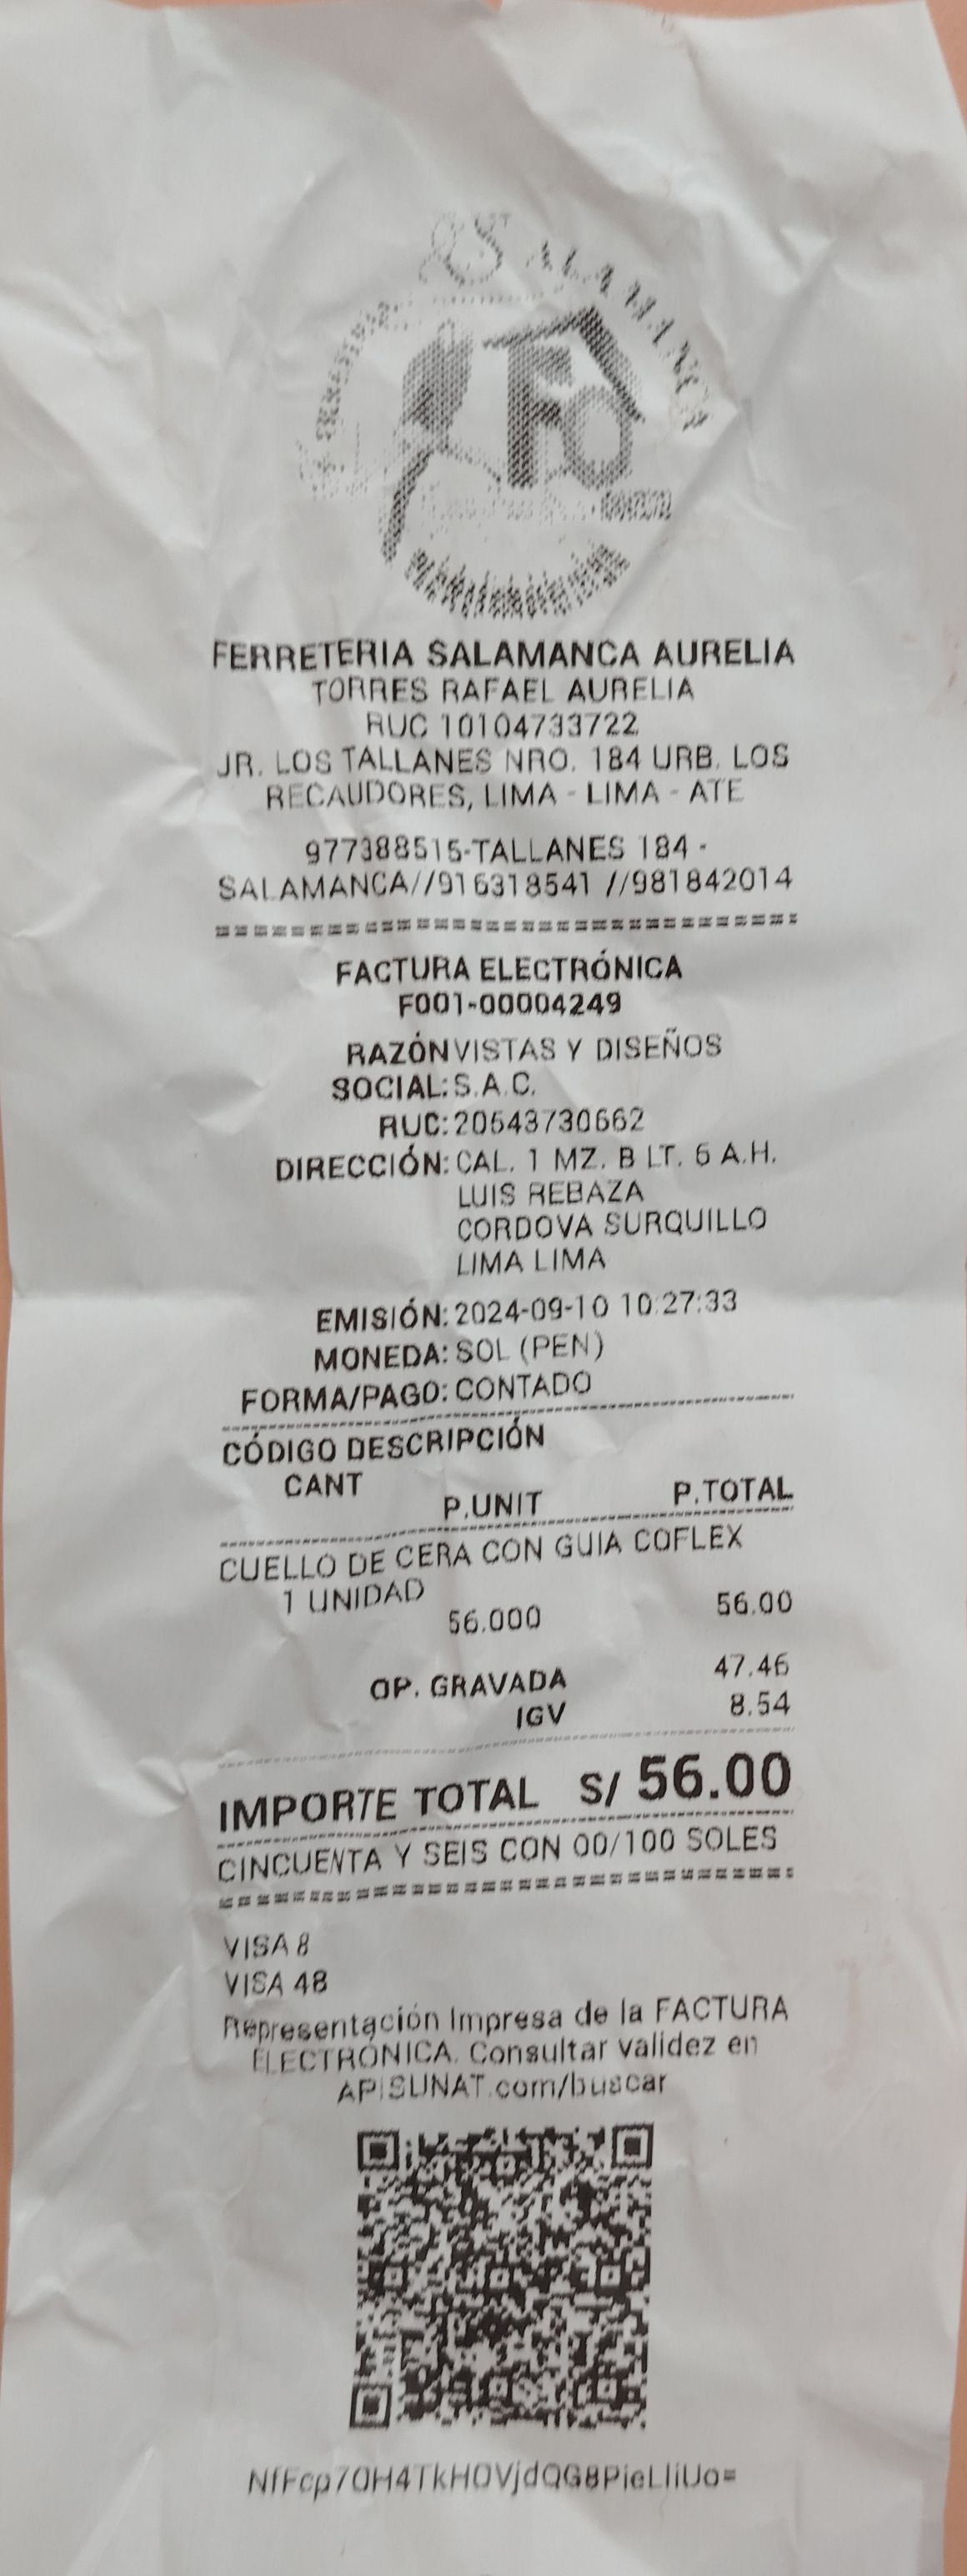 FERRETERIA SALAMANCA AURELIA
TORRES RAFAEL AURELIA
RUC 10104733722
JR. LOS TALLANES NRO. 184 URB. LOS
RECAUDORES, LIMA - LIMA - ATE
977388515-TALLANES 184 -
SALAMANCA//916318541 //981842014
FACTURA ELECTRÓNICA
F001-00004249
RAZÓN VISTAS Y DISEÑOS
SOCIAL: S.A.C.
RUC: 20543730662
DIRECCIÓN: CAL. 1 MZ. B LT. 6 A.H.
LUIS REBAZA
CORDOVA SURQUILLO
LIMA LIMA
EMISIÓN: 2024-09-10 10:27:33
MONEDA: SOL (PEN)
FORMA/PAGO: CONTADO
CÓDIGO DESCRIPCIÓN
CANT P.UNIT P.TOTAL
CUELLO DE CERA CON GUIA COFLEX
1 UNIDAD 56.000 56.00
OP. GRAVADA 47.46
IGV 8.54
IMPORTE TOTAL S/ 56.00
CINCUENTA Y SEIS CON 00/100 SOLES
VISA 8
VISA 48
Representación Impresa de la FACTURA
ELECTRÓNICA. Consultar validez en
APISUNAT.com/buscar